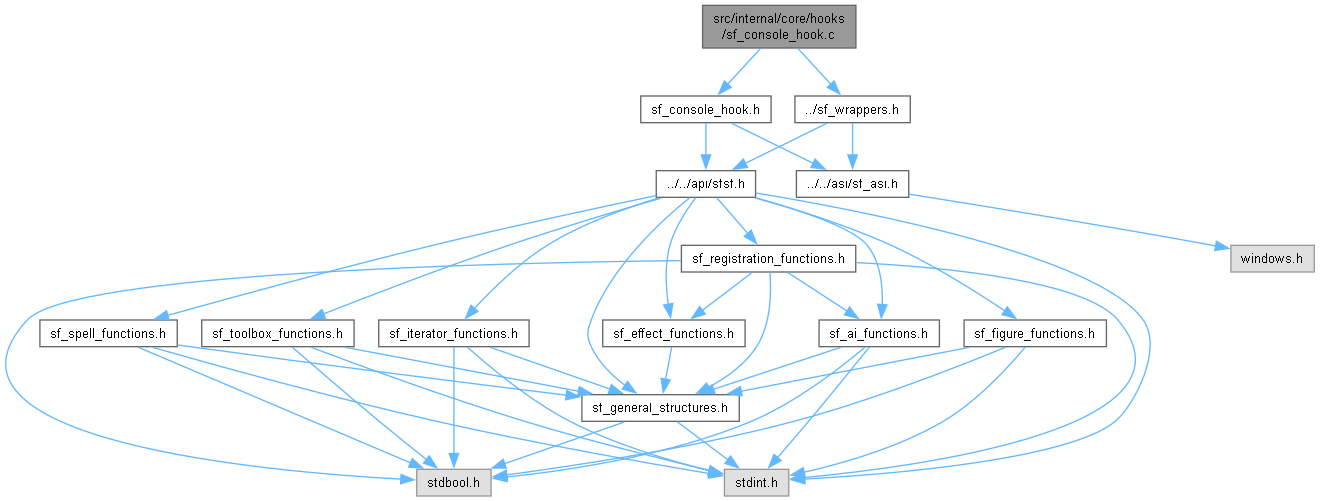 src/internal/core/hooks
/sf_console_hook.c
sf_console_hook.h
../sf_wrappers.h
../../api/sfsf.h
../../asi/sf_asi.h
sf_registration_functions.h
windows.h
sf_spell_functions.h
sf_toolbox_functions.h
sf_iterator_functions.h
sf_effect_functions.h
sf_ai_functions.h
sf_figure_functions.h
sf_general_structures.h
stdbool.h
stdint.h